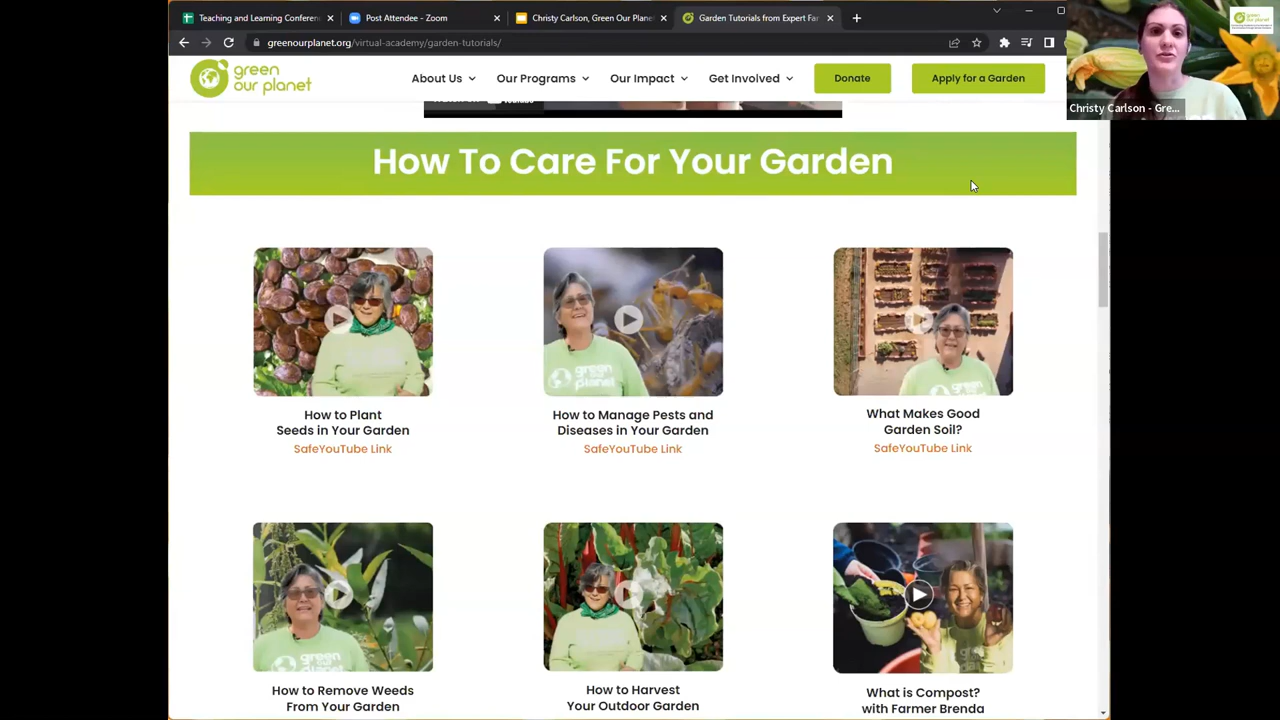 Teaching and Learning Conferenc
Post Attendee - Zoom
Christy Carlson, Green Our Plane
Garden Tutorials from Expert Far
greenourplanet.org/virtual-academy/garden-tutorials/
green
our planet
About Us
Our Programs
Our Impact
Get Involved
Donate
Apply for a Garden
Christy Carlson - Gre...
How To Care For Your Garden
How to Plant
Seeds in Your Garden
SafeYouTube Link
How to Manage Pests and
Diseases in Your Garden
SafeYouTube Link
What Makes Good
Garden Soil?
SafeYouTube Link
How to Remove Weeds
From Your Garden
How to Harvest
Your Outdoor Garden
What is Compost?
with Farmer Brenda